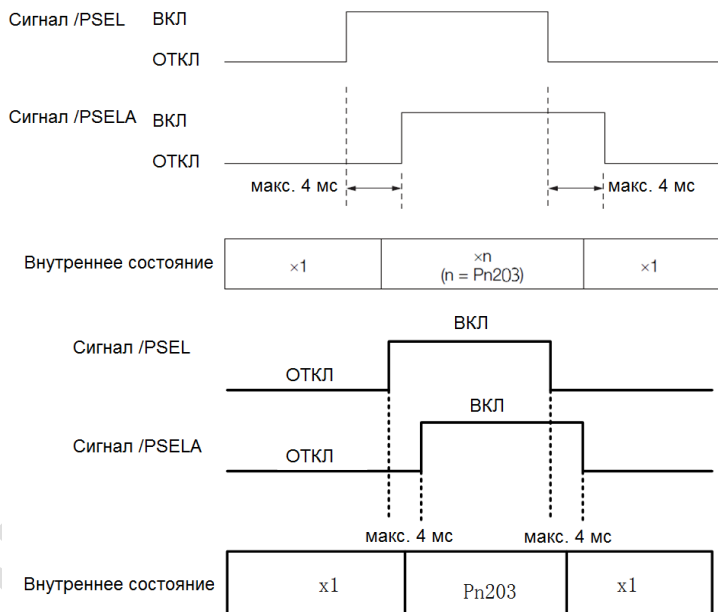 Сигнал /PSEL ВКЛ
ОТКЛ
Сигнал /PSELA ВКЛ
ОТКЛ
макс. 4 мс макс. 4 мс
Внутреннее состояние ×1 ×n ×1
(n = Pn203)
ВКЛ
Сигнал /PSEL
ОТКЛ
ВКЛ
Сигнал /PSELA
ОТКЛ
макс. 4 мс макс. 4 мс
Внутреннее состояние x1 Pn203 x1